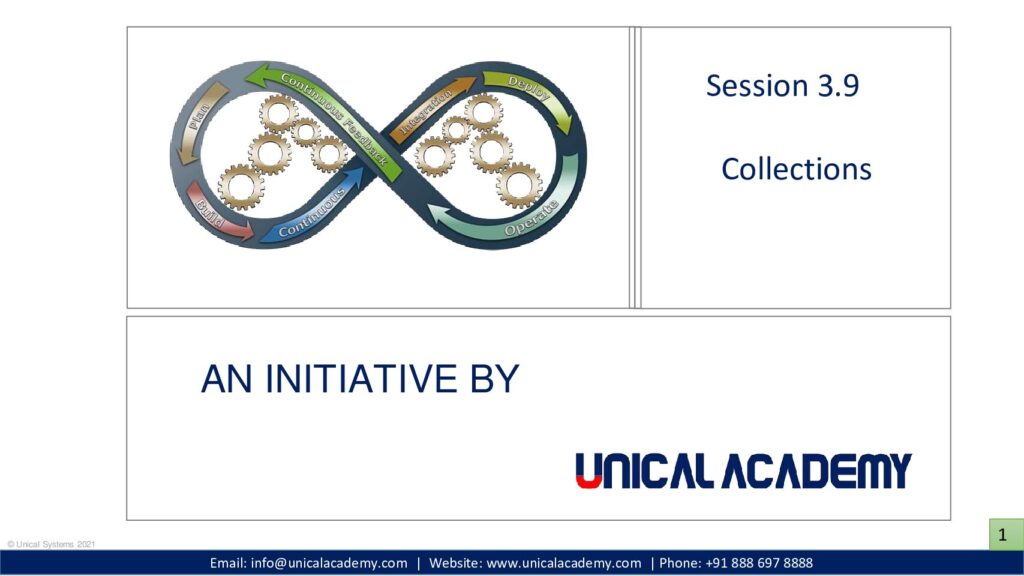 Continuous Feedback
Plan
Build
Continuous
Integration
Deploy
Operate
Session 3.9
Collections
AN INITIATIVE BY
UNICAL ACADEMY
1
© Unical Systems 2021
Email: info@unicalacademy.com | Website: www.unicalacademy.com | Phone: +91 888 697 8888